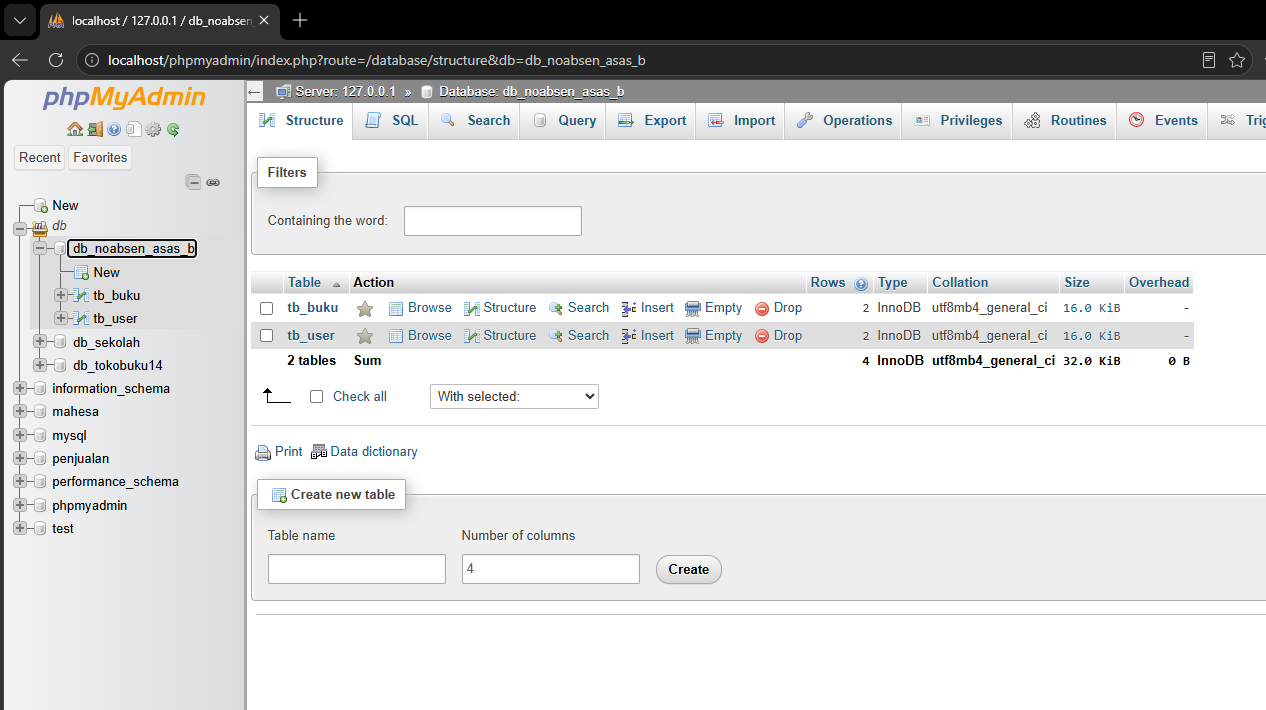 localhost / 127.0.0.1 / db_noabsen_
localhost/phpmyadmin/index.php?route=/database/structure&db=db_noabsen_asas_b
phpMyAdmin
Recent Favorites
New
db
db_noabsen_asas_b
New
tb_buku
tb_user
db_sekolah
db_tokobuku14
information_schema
mahesa
mysql
penjualan
performance_schema
phpmyadmin
test
Server: 127.0.0.1 » Database: db_noabsen_asas_b
Structure SQL Search Query Export Import Operations Privileges Routines Events Trig
Filters
Containing the word:
Table Action Rows Type Collation Size Overhead
tb_buku Browse Structure Search Insert Empty Drop 2 InnoDB utf8mb4_general_ci 16.0 KiB -
tb_user Browse Structure Search Insert Empty Drop 2 InnoDB utf8mb4_general_ci 16.0 KiB -
2 tables Sum 4 InnoDB utf8mb4_general_ci 32.0 KiB 0 B
Check all With selected:
Print Data dictionary
Create new table
Table name Number of columns
4 Create